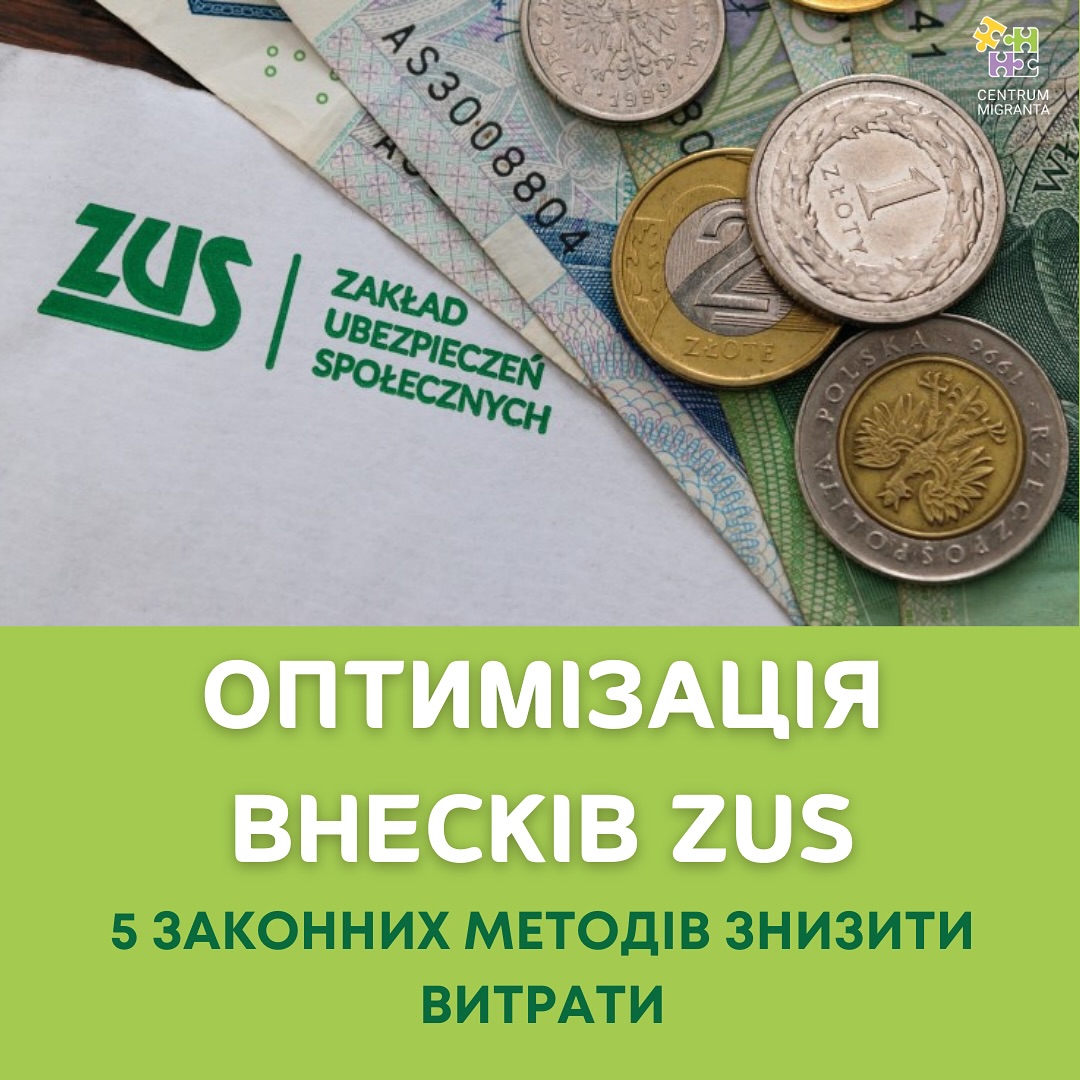 CENTRUM
MIGRANTA
AS3008804
ZUS
ZAKŁAD
UBEZPIECZEŃ
SPOŁECZNYCH
1
ZŁOTY
2
ZŁOTE
RZECZPOSPOLITA POLSKA 1996
ОПТИМІЗАЦІЯ
ВНЕСКІВ ZUS
5 ЗАКОННИХ МЕТОДІВ ЗНИЗИТИ
ВИТРАТИ